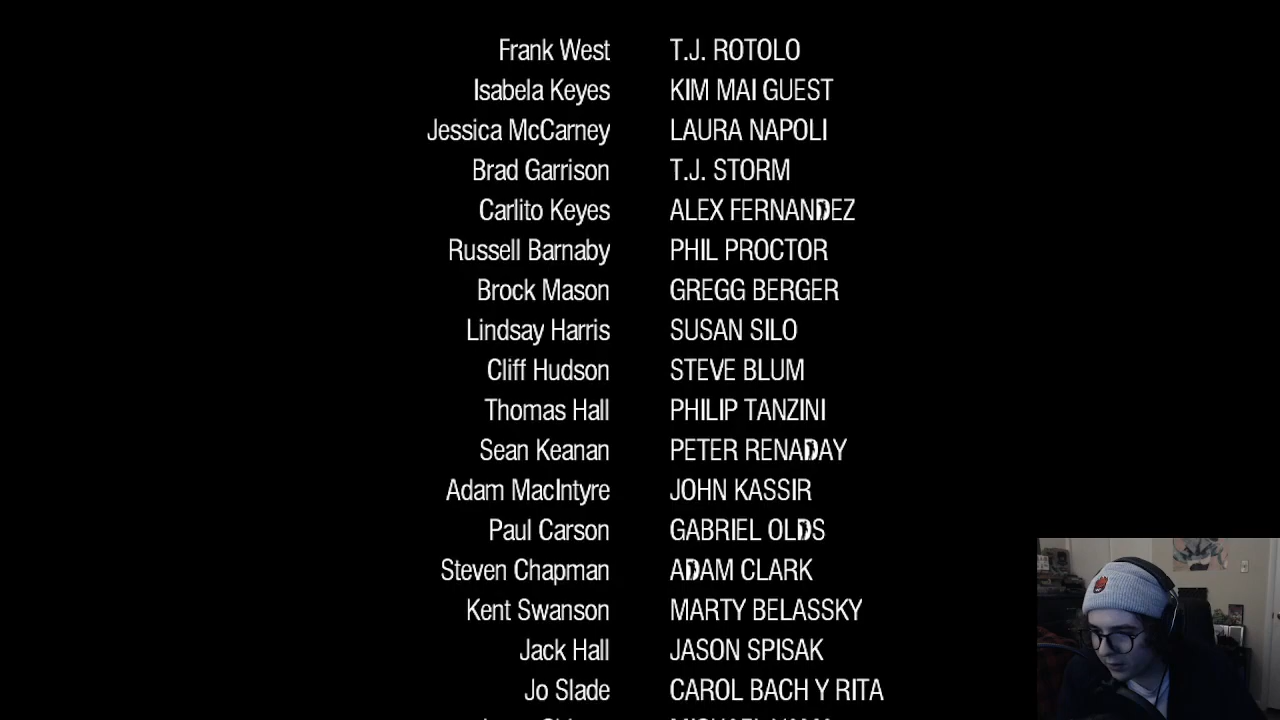 Frank West T.J. ROTOLO
Isabela Keyes KIM MAI GUEST
Jessica McCarney LAURA NAPOLI
Brad Garrison T.J. STORM
Carlito Keyes ALEX FERNANDEZ
Russell Barnaby PHIL PROCTOR
Brock Mason GREGG BERGER
Lindsay Harris SUSAN SILO
Cliff Hudson STEVE BLUM
Thomas Hall PHILIP TANZINI
Sean Keanan PETER RENADAY
Adam MacIntyre JOHN KASSIR
Paul Carson GABRIEL OLDS
Steven Chapman ADAM CLARK
Kent Swanson MARTY BELASSKY
Jack Hall JASON SPISAK
Jo Slade CAROL BACH Y RITA